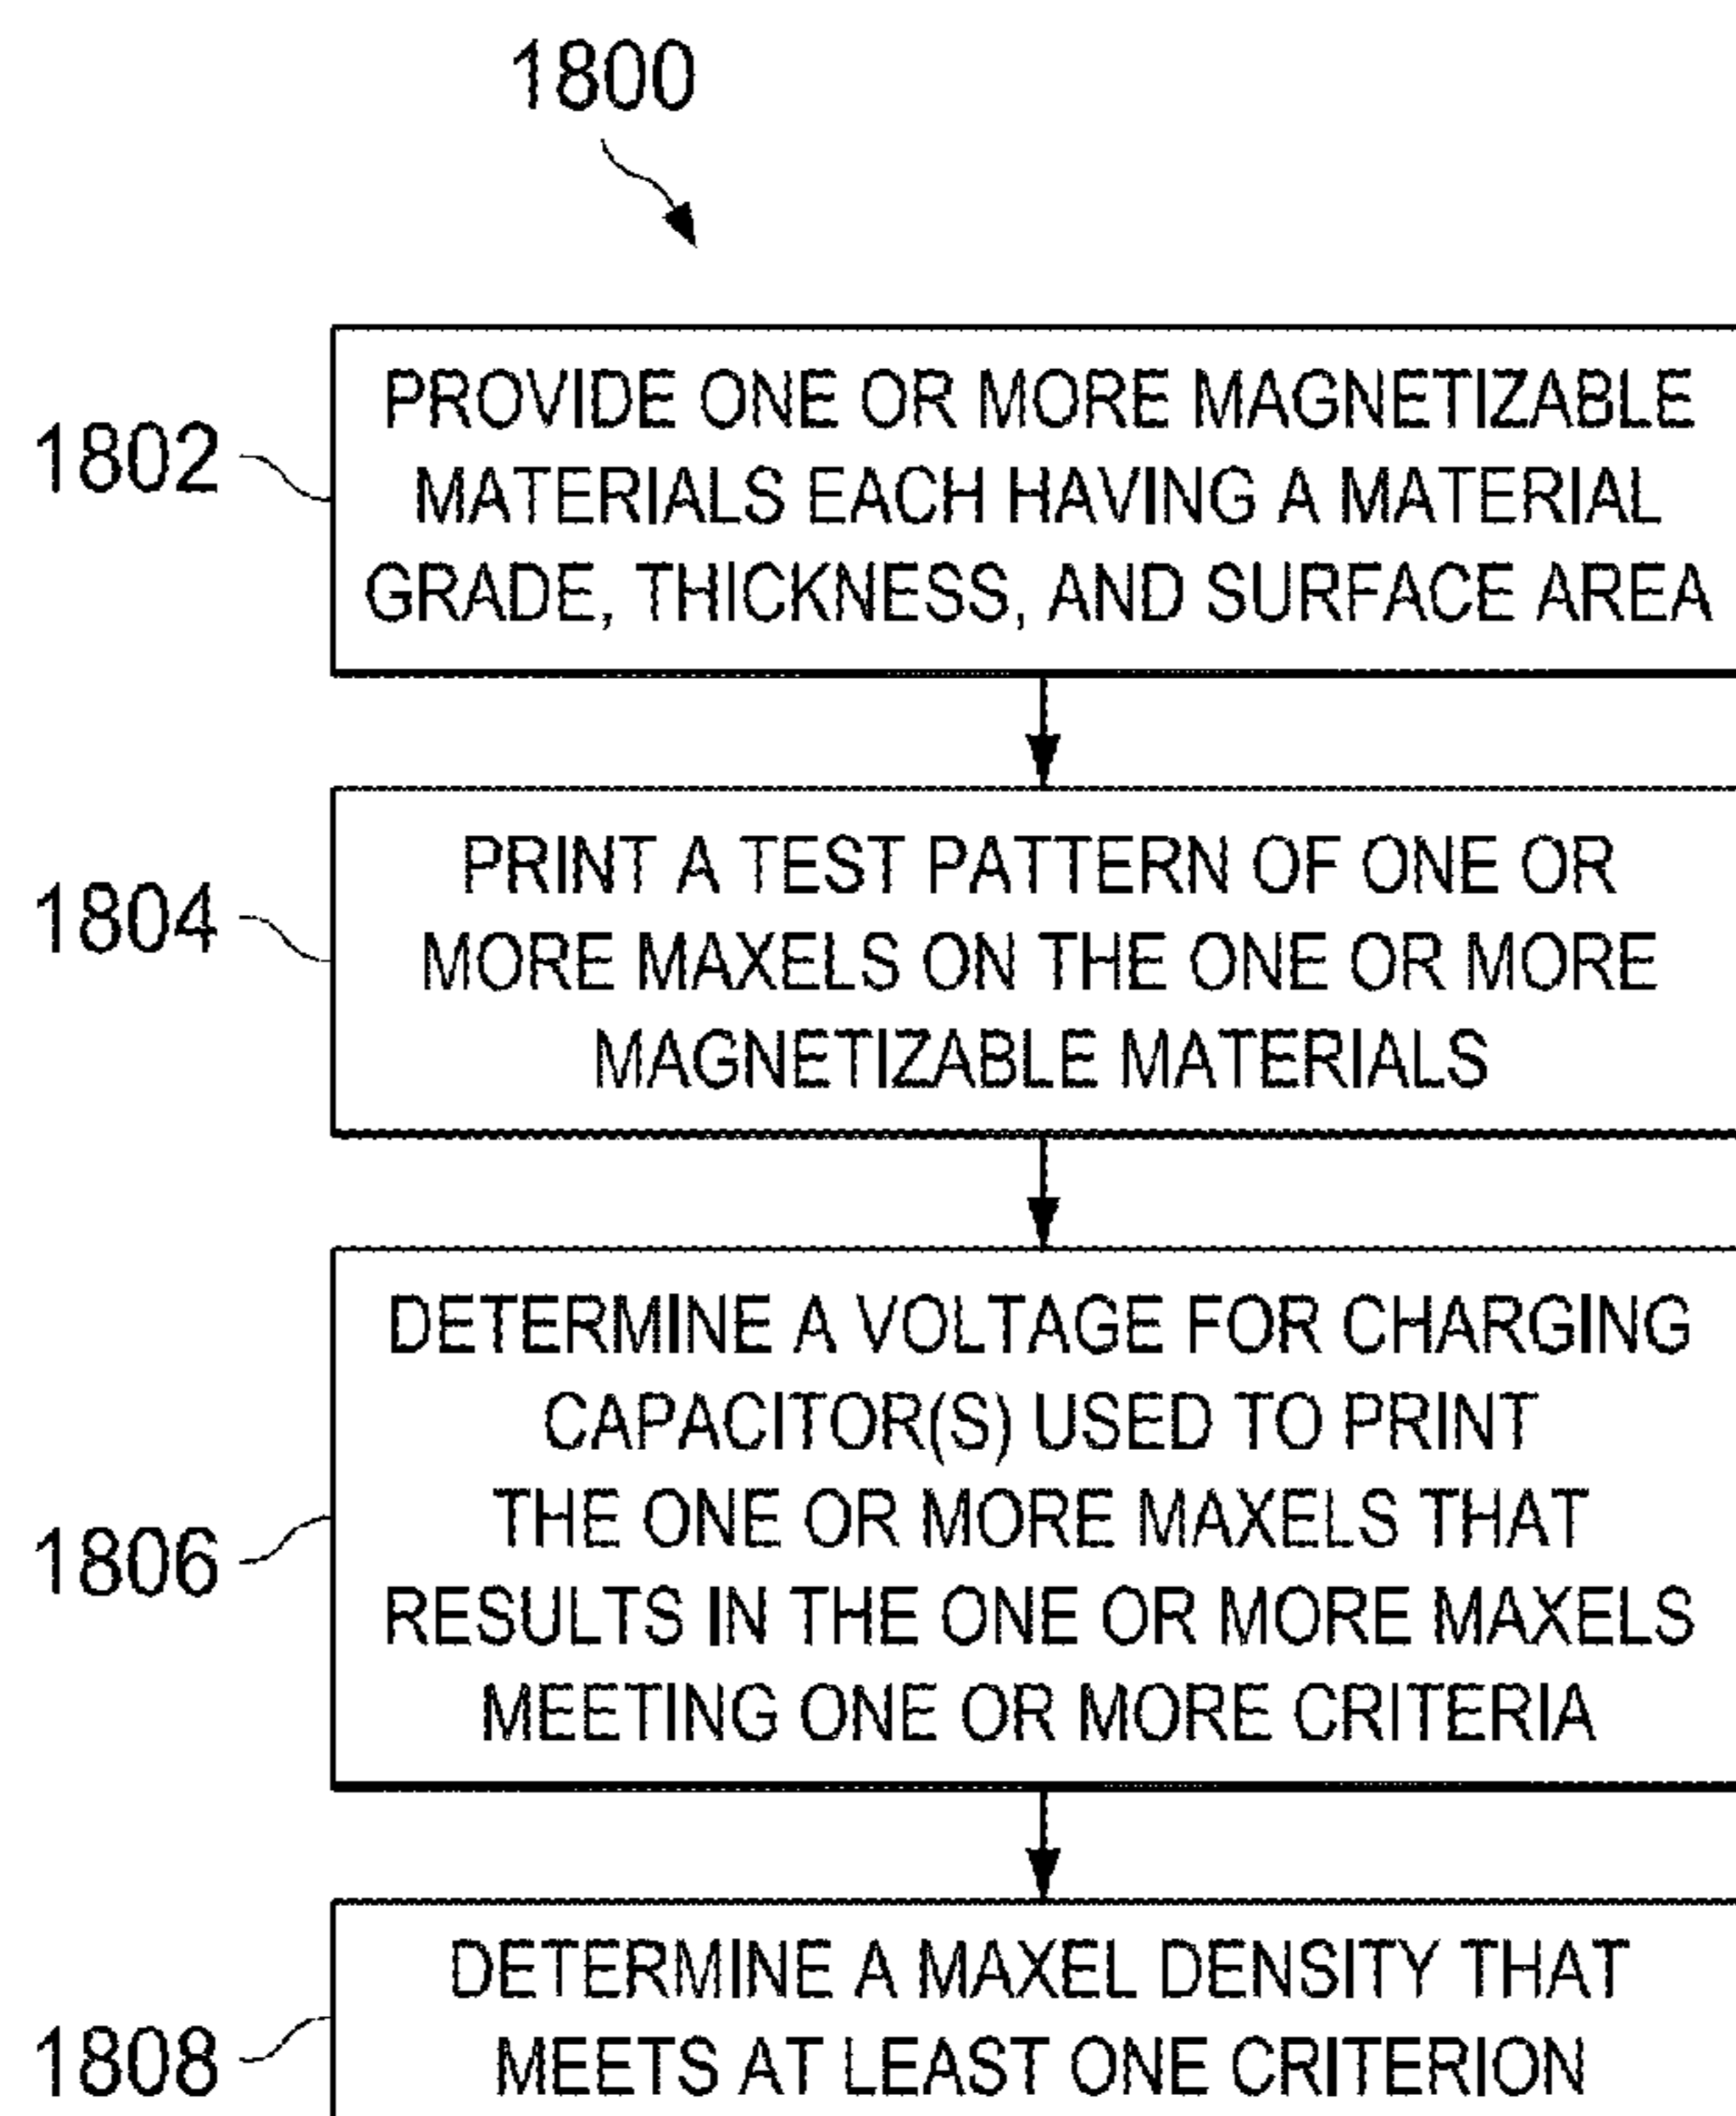 1800
1802
PROVIDE ONE OR MORE MAGNETIZABLE
MATERIALS EACH HAVING A MATERIAL
GRADE, THICKNESS, AND SURFACE AREA
1804
PRINT A TEST PATTERN OF ONE OR
MORE MAXELS ON THE ONE OR MORE
MAGNETIZABLE MATERIALS
1806
DETERMINE A VOLTAGE FOR CHARGING
CAPACITOR(S) USED TO PRINT
THE ONE OR MORE MAXELS THAT
RESULTS IN THE ONE OR MORE MAXELS
MEETING ONE OR MORE CRITERIA
1808
DETERMINE A MAXEL DENSITY THAT
MEETS AT LEAST ONE CRITERION